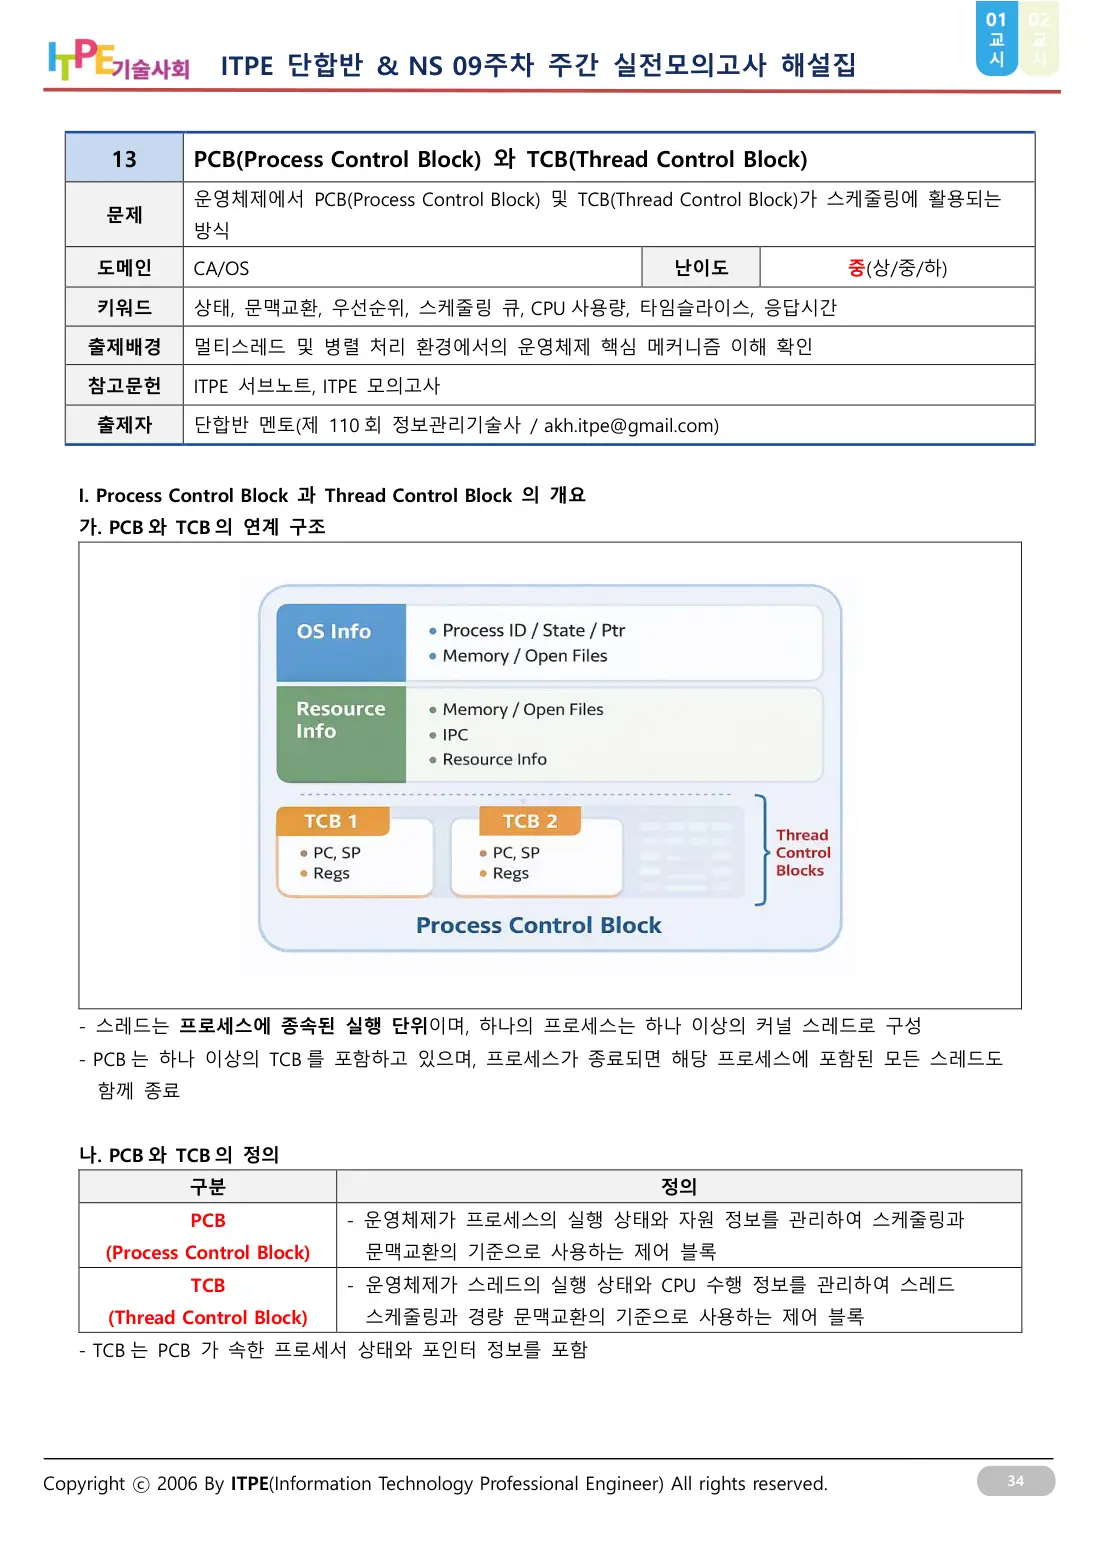 ITPE기술사회 ITPE 단합반 & NS 09주차 주간 실전모의고사 해설집
01 교시
02 교시
13 PCB(Process Control Block) 와 TCB(Thread Control Block)
문제 운영체제에서 PCB(Process Control Block) 및 TCB(Thread Control Block)가 스케줄링에 활용되는
방식
도메인 CA/OS 난이도 중(상/중/하)
키워드 상태, 문맥교환, 우선순위, 스케줄링 큐, CPU 사용량, 타임슬라이스, 응답시간
출제배경 멀티스레드 및 병렬 처리 환경에서의 운영체제 핵심 메커니즘 이해 확인
참고문헌 ITPE 서브노트, ITPE 모의고사
출제자 단합반 멘토(제 110회 정보관리기술사 / akh.itpe@gmail.com)
I. Process Control Block 과 Thread Control Block 의 개요
가. PCB와 TCB의 연계 구조
OS Info
• Process ID / State / Ptr
• Memory / Open Files
Resource
Info
• Memory / Open Files
• IPC
• Resource Info
TCB 1
• PC, SP
• Regs
TCB 2
• PC, SP
• Regs
Thread
Control
Blocks
Process Control Block
- 스레드는 프로세스에 종속된 실행 단위이며, 하나의 프로세스는 하나 이상의 커널 스레드로 구성
- PCB는 하나 이상의 TCB를 포함하고 있으며, 프로세스가 종료되면 해당 프로세스에 포함된 모든 스레드도
함께 종료
나. PCB와 TCB의 정의
구분 정의
PCB
(Process Control Block)
- 운영체제가 프로세스의 실행 상태와 자원 정보를 관리하여 스케줄링과
문맥교환의 기준으로 사용하는 제어 블록
TCB
(Thread Control Block)
- 운영체제가 스레드의 실행 상태와 CPU 수행 정보를 관리하여 스레드
스케줄링과 경량 문맥교환의 기준으로 사용하는 제어 블록
- TCB는 PCB 가 속한 프로세서 상태와 포인터 정보를 포함
Copyright ⓒ 2006 By ITPE(Information Technology Professional Engineer) All rights reserved.
34